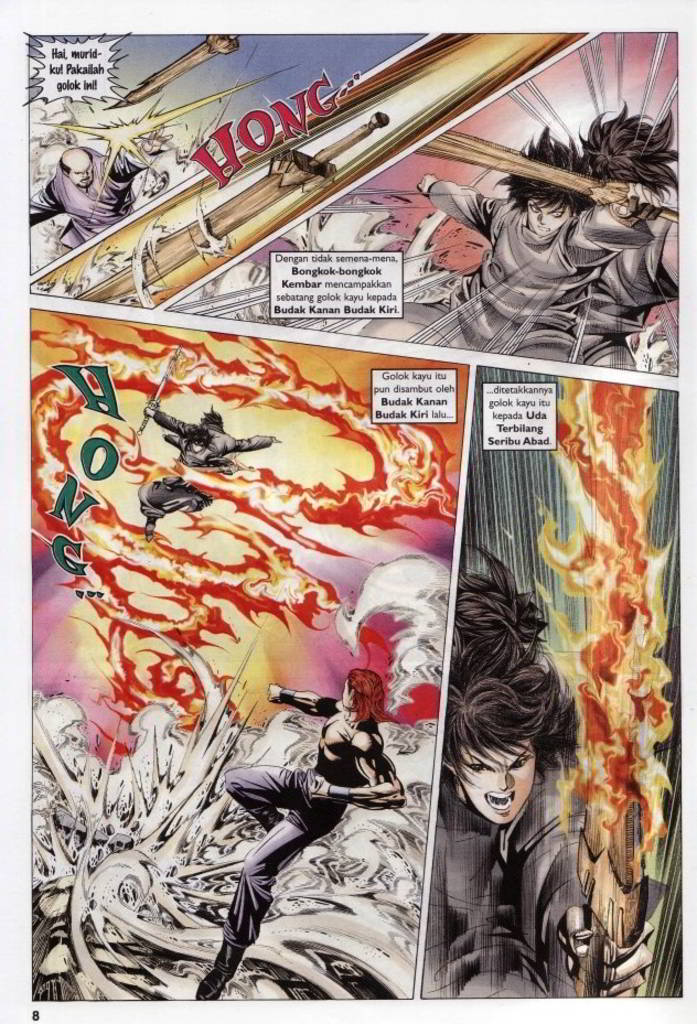 Hai, murid-
ku! Pakailah
golok ini!
HONG...
Dengan tidak semena-mena,
Bongkok-bongkok
Kembar mencampakkan
sebatang golok kayu kepada
Budak Kanan Budak Kiri.
HONG...
Golok kayu itu
pun disambut oleh
Budak Kanan
Budak Kiri lalu...
...ditetakkannya
golok kayu itu
kepada Uda
Terbilang
Seribu Abad.
8